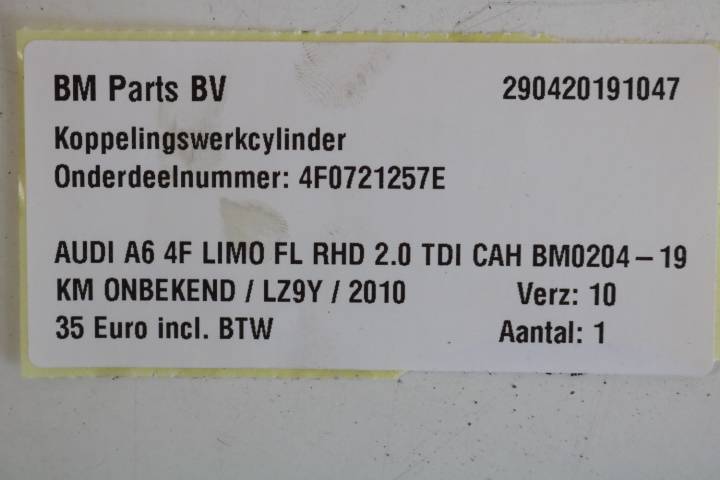 BM Parts BV 290420191047
Koppelingswerkcylinder
Onderdeelnummer: 4F0721257E
AUDI A6 4F LIMO FL RHD 2.0 TDI CAH BM0204-19
KM ONBEKEND / LZ9Y / 2010 Verz: 10
35 Euro incl. BTW Aantal: 1